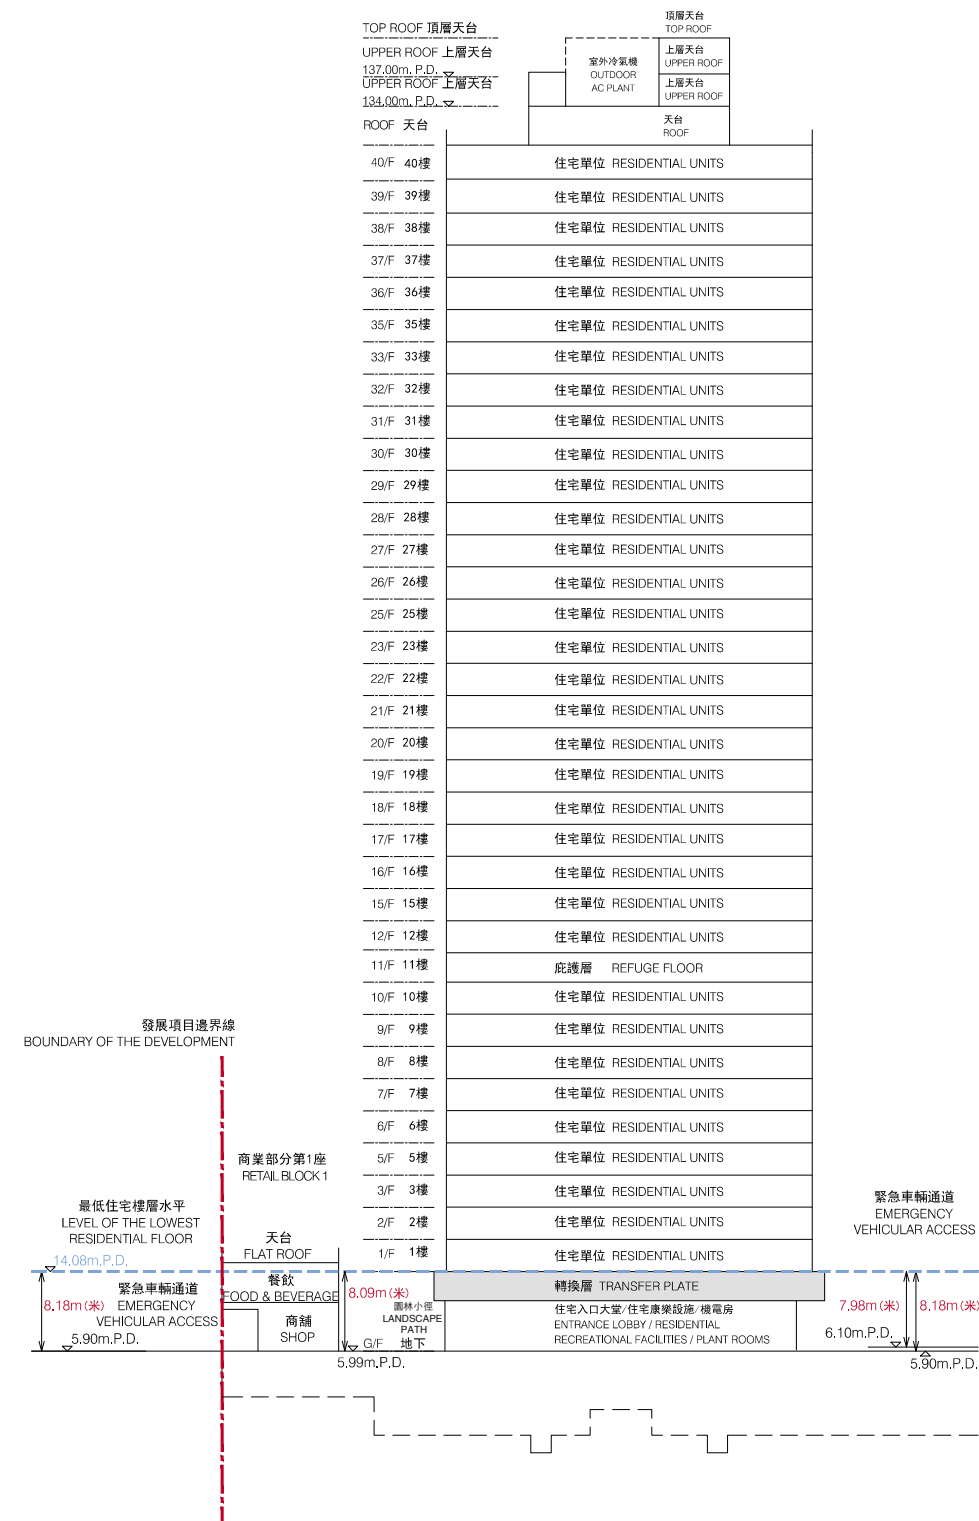 TOP ROOF 頂層天台
UPPER ROOF 上層天台
137.00m. P.D.
UPPER ROOF 上層天台
134.00m. P.D.
頂層天台
TOP ROOF
室外冷氣機
OUTDOOR
AC PLANT
上層天台
UPPER ROOF
上層天台
UPPER ROOF
天台
ROOF
ROOF 天台
40/F 40樓 住宅單位 RESIDENTIAL UNITS
39/F 39樓 住宅單位 RESIDENTIAL UNITS
38/F 38樓 住宅單位 RESIDENTIAL UNITS
37/F 37樓 住宅單位 RESIDENTIAL UNITS
36/F 36樓 住宅單位 RESIDENTIAL UNITS
35/F 35樓 住宅單位 RESIDENTIAL UNITS
33/F 33樓 住宅單位 RESIDENTIAL UNITS
32/F 32樓 住宅單位 RESIDENTIAL UNITS
31/F 31樓 住宅單位 RESIDENTIAL UNITS
30/F 30樓 住宅單位 RESIDENTIAL UNITS
29/F 29樓 住宅單位 RESIDENTIAL UNITS
28/F 28樓 住宅單位 RESIDENTIAL UNITS
27/F 27樓 住宅單位 RESIDENTIAL UNITS
26/F 26樓 住宅單位 RESIDENTIAL UNITS
25/F 25樓 住宅單位 RESIDENTIAL UNITS
23/F 23樓 住宅單位 RESIDENTIAL UNITS
22/F 22樓 住宅單位 RESIDENTIAL UNITS
21/F 21樓 住宅單位 RESIDENTIAL UNITS
20/F 20樓 住宅單位 RESIDENTIAL UNITS
19/F 19樓 住宅單位 RESIDENTIAL UNITS
18/F 18樓 住宅單位 RESIDENTIAL UNITS
17/F 17樓 住宅單位 RESIDENTIAL UNITS
16/F 16樓 住宅單位 RESIDENTIAL UNITS
15/F 15樓 住宅單位 RESIDENTIAL UNITS
12/F 12樓 住宅單位 RESIDENTIAL UNITS
11/F 11樓 庇護層 REFUGE FLOOR
10/F 10樓 住宅單位 RESIDENTIAL UNITS
9/F 9樓 住宅單位 RESIDENTIAL UNITS
8/F 8樓 住宅單位 RESIDENTIAL UNITS
7/F 7樓 住宅單位 RESIDENTIAL UNITS
6/F 6樓 住宅單位 RESIDENTIAL UNITS
5/F 5樓 住宅單位 RESIDENTIAL UNITS
3/F 3樓 住宅單位 RESIDENTIAL UNITS
2/F 2樓 住宅單位 RESIDENTIAL UNITS
1/F 1樓 住宅單位 RESIDENTIAL UNITS
發展項目邊界線
BOUNDARY OF THE DEVELOPMENT
商業部分第1座
RETAIL BLOCK 1
最低住宅樓層水平
LEVEL OF THE LOWEST
RESIDENTIAL FLOOR
14.08m.P.D.
天台
FLAT ROOF
餐飲
FOOD & BEVERAGE
商舖
SHOP
緊急車輛通道
EMERGENCY
VEHICULAR ACCESS
8.18m(米)
5.90m.P.D.
8.09m(米)
園林小徑
LANDSCAPE
PATH
G/F 地下
5.99m.P.D.
轉換層 TRANSFER PLATE
住宅入口大堂/住宅康樂設施/機電房
ENTRANCE LOBBY / RESIDENTIAL
RECREATIONAL FACILITIES / PLANT ROOMS
緊急車輛通道
EMERGENCY
VEHICULAR ACCESS
7.98m(米)
8.18m(米)
6.10m.P.D.
5.90m.P.D.